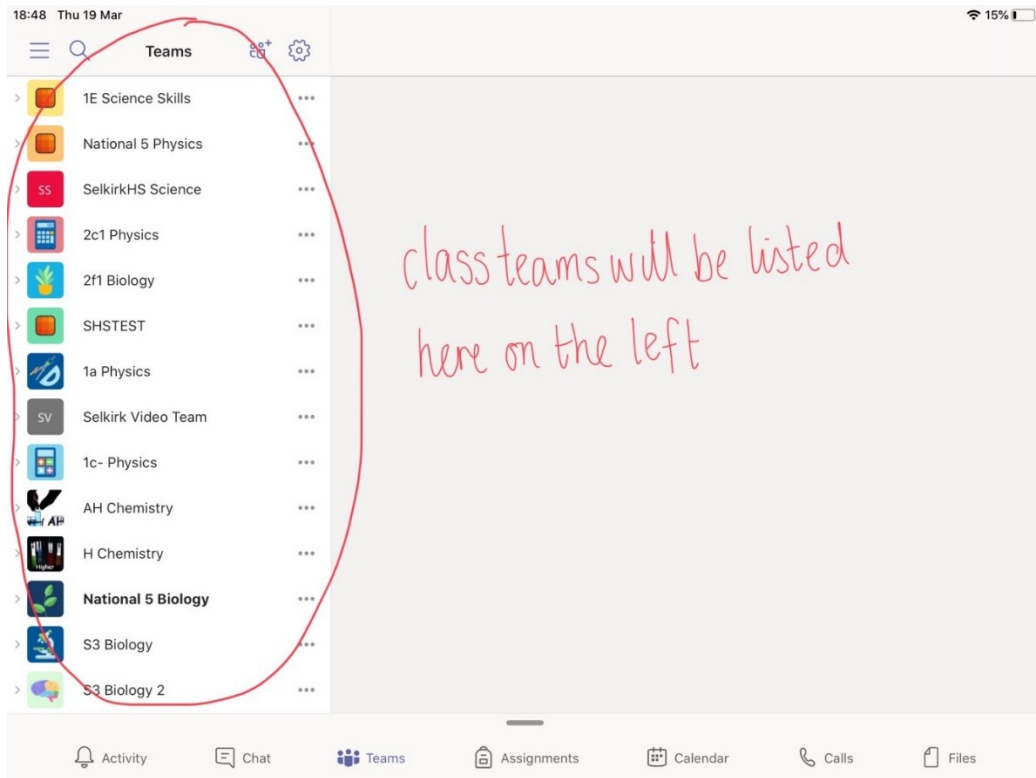 18:48 Thu 19 Mar 15%
Teams
1E Science Skills
National 5 Physics
SS SelkirkHS Science
2c1 Physics
2f1 Biology
SHSTEST
1a Physics
SV Selkirk Video Team
1c- Physics
AH AH Chemistry
Higher H Chemistry
National 5 Biology
S3 Biology
S3 Biology 2
class teams will be listed
here on the left
Activity Chat Teams Assignments Calendar Calls Files